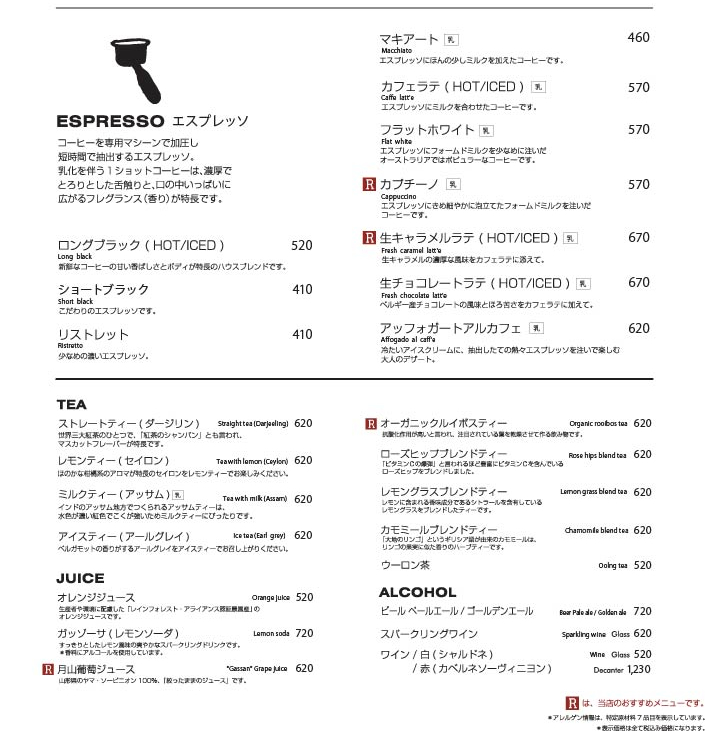 ESPRESSO エスプレッソ
コーヒーを専用マシーンで加圧し
短時間で抽出するエスプレッソ。
乳化を伴う1ショットコーヒーは、濃厚で
とろりとした舌触りと、口の中いっぱいに
広がるフレグランス(香り)が特長です。
ロングブラック ( HOT/ICED ) 520
Long black
新鮮なコーヒーの甘い香ばしさとボディが特長のハウスブレンドです。
ショートブラック 410
Short black
こだわりのエスプレッソです。
リストレット 410
Ristretto
少なめの濃いエスプレッソ。
マキアート 乳 460
Macchiato
エスプレッソにほんの少しミルクを加えたコーヒーです。
カフェラテ ( HOT/ICED ) 乳 570
Caffe latt'e
エスプレッソにミルクを合わせたコーヒーです。
フラットホワイト 乳 570
Flat white
エスプレッソにフォームドミルクを少なめに注いだ
オーストラリアではポピュラーなコーヒーです。
R カプチーノ 乳 570
Cappuccino
エスプレッソにきめ細やかに泡立てたフォームドミルクを注いだ
コーヒーです。
R 生キャラメルラテ ( HOT/ICED ) 乳 670
Fresh caramel latt'e
生キャラメルの濃厚な風味をカフェラテに添えて。
生チョコレートラテ ( HOT/ICED ) 乳 670
Fresh chocolate latt'e
ベルギー産チョコレートの風味とほろ苦さをカフェラテに加えて。
アッフォガートアルカフェ 乳 620
Affogado al caff'e
冷たいアイスクリームに、抽出したての熱々エスプレッソを注いで楽しむ
大人のデザート。
TEA
ストレートティー ( ダージリン ) Straight tea (Darjeeling) 620
世界三大紅茶のひとつで、「紅茶のシャンパン」とも言われ、
マスカットフレーバーが特長です。
レモンティー ( セイロン ) Tea with lemon (Ceylon) 620
ほのかな柑橘系のアロマが特長のセイロンをレモンティーでお楽しみください。
ミルクティー ( アッサム ) 乳 Tea with milk (Assam) 620
インドのアッサム地方でつくられるアッサムティーは、
水色が濃い紅色でこくが強いためミルクティーにぴったりです。
アイスティー ( アールグレイ ) Ice tea (Earl grey) 620
ベルガモットの香りがするアールグレイをアイスティーでお召し上がりください。
JUICE
オレンジジュース Orange juice 520
生産者や環境に配慮した「レインフォレスト・アライアンス認証農園産」の
オレンジジュースです。
ガッゾーサ ( レモンソーダ ) Lemon soda 720
すっきりとしたレモン風味の爽やかなスパークリングドリンクです。
*香料にアルコールを使用しています。
R 月山葡萄ジュース "Gassan" Grape juice 620
山形県のヤマ・ソービニオン 100%、「絞ったままのジュース」です。
R オーガニックルイボスティー Organic rooibos tea 620
抗酸化作用が高いと言われ、注目されている葉を乾燥させて作る飲み物です。
ローズヒップブレンドティー Rose hips blend tea 620
「ビタミンCの爆弾」と言われるほど豊富にビタミンCを含んでいる
ローズヒップをブレンドしました。
レモングラスブレンドティー Lemon grass blend tea 620
レモンに含まれる香味成分であるシトラールを含有している
レモングラスをブレンドしたティーです。
カモミールブレンドティー Chamomile blend tea 620
「大地のリンゴ」というギリシア語が由来のカモミールは、
リンゴの果実に似た香りのハーブティーです。
ウーロン茶 Oolng tea 520
ALCOHOL
ビール ペールエール / ゴールデンエール Beer Pale ale / Golden ale 720
スパークリングワイン Sparkling wine Glass 620
ワイン / 白 ( シャルドネ ) Wine Glass 520
/ 赤 ( カベルネソーヴィニヨン ) Decanter 1,230
R は、当店のおすすめメニューです。
*アレルゲン情報は、特定原材料 7 品目を表示しています。
*表示価格は全て税込み価格になります。